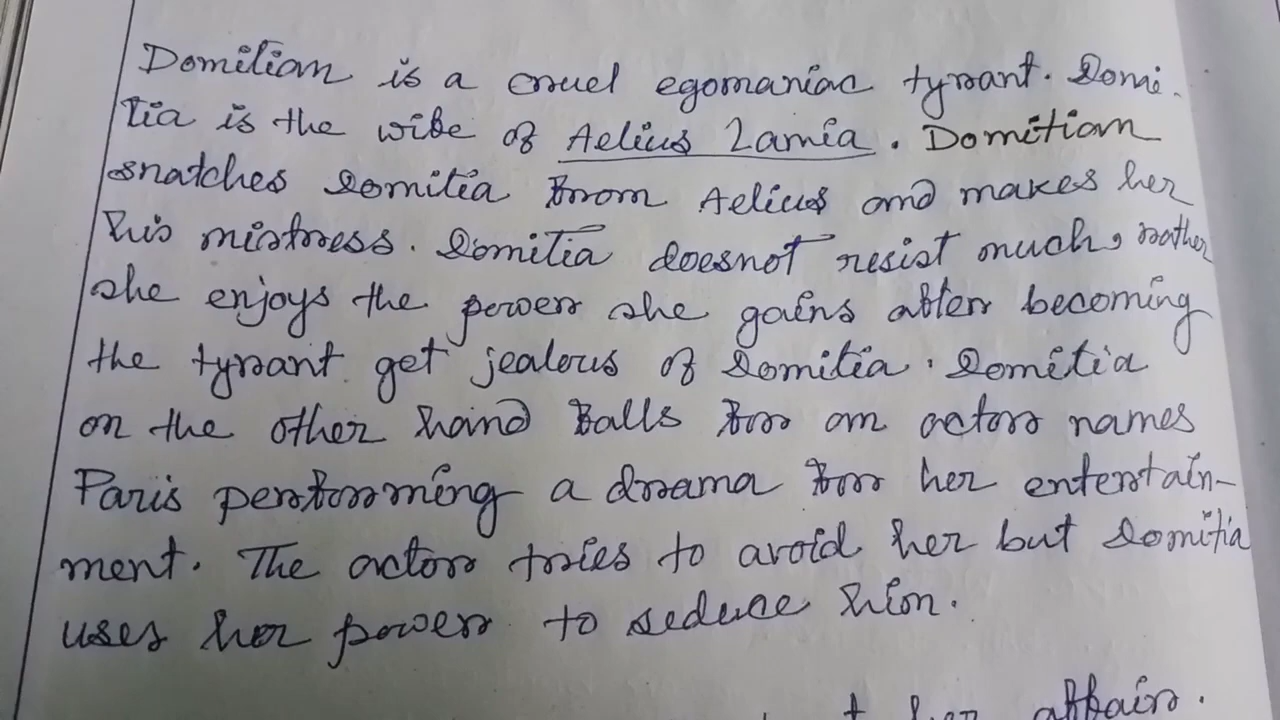 Domitian is a cruel egomaniac tyrant. Domi-
tia is the wife of Aelius Lamia. Domitian
snatches Domitia from Aelius and makes her
his mistress. Domitia doesnot resist much, rather
she enjoys the power she gains after becoming
the tyrant get jealous of Domitia. Domitia
on the other hand falls for an actor names
Paris performing a drama for her entertain-
ment. The actor tries to avoid her but Domitia
uses her power to seduce him.
her affair.